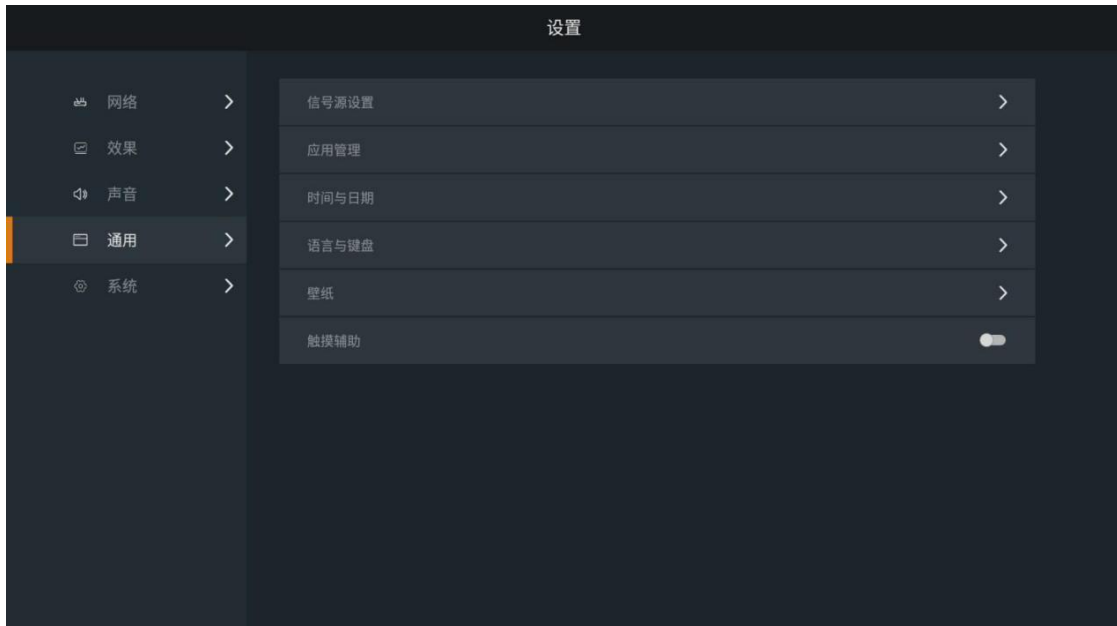 设置
网络
效果
声音
通用
系统
信号源设置
应用管理
时间与日期
语言与键盘
壁纸
触摸辅助